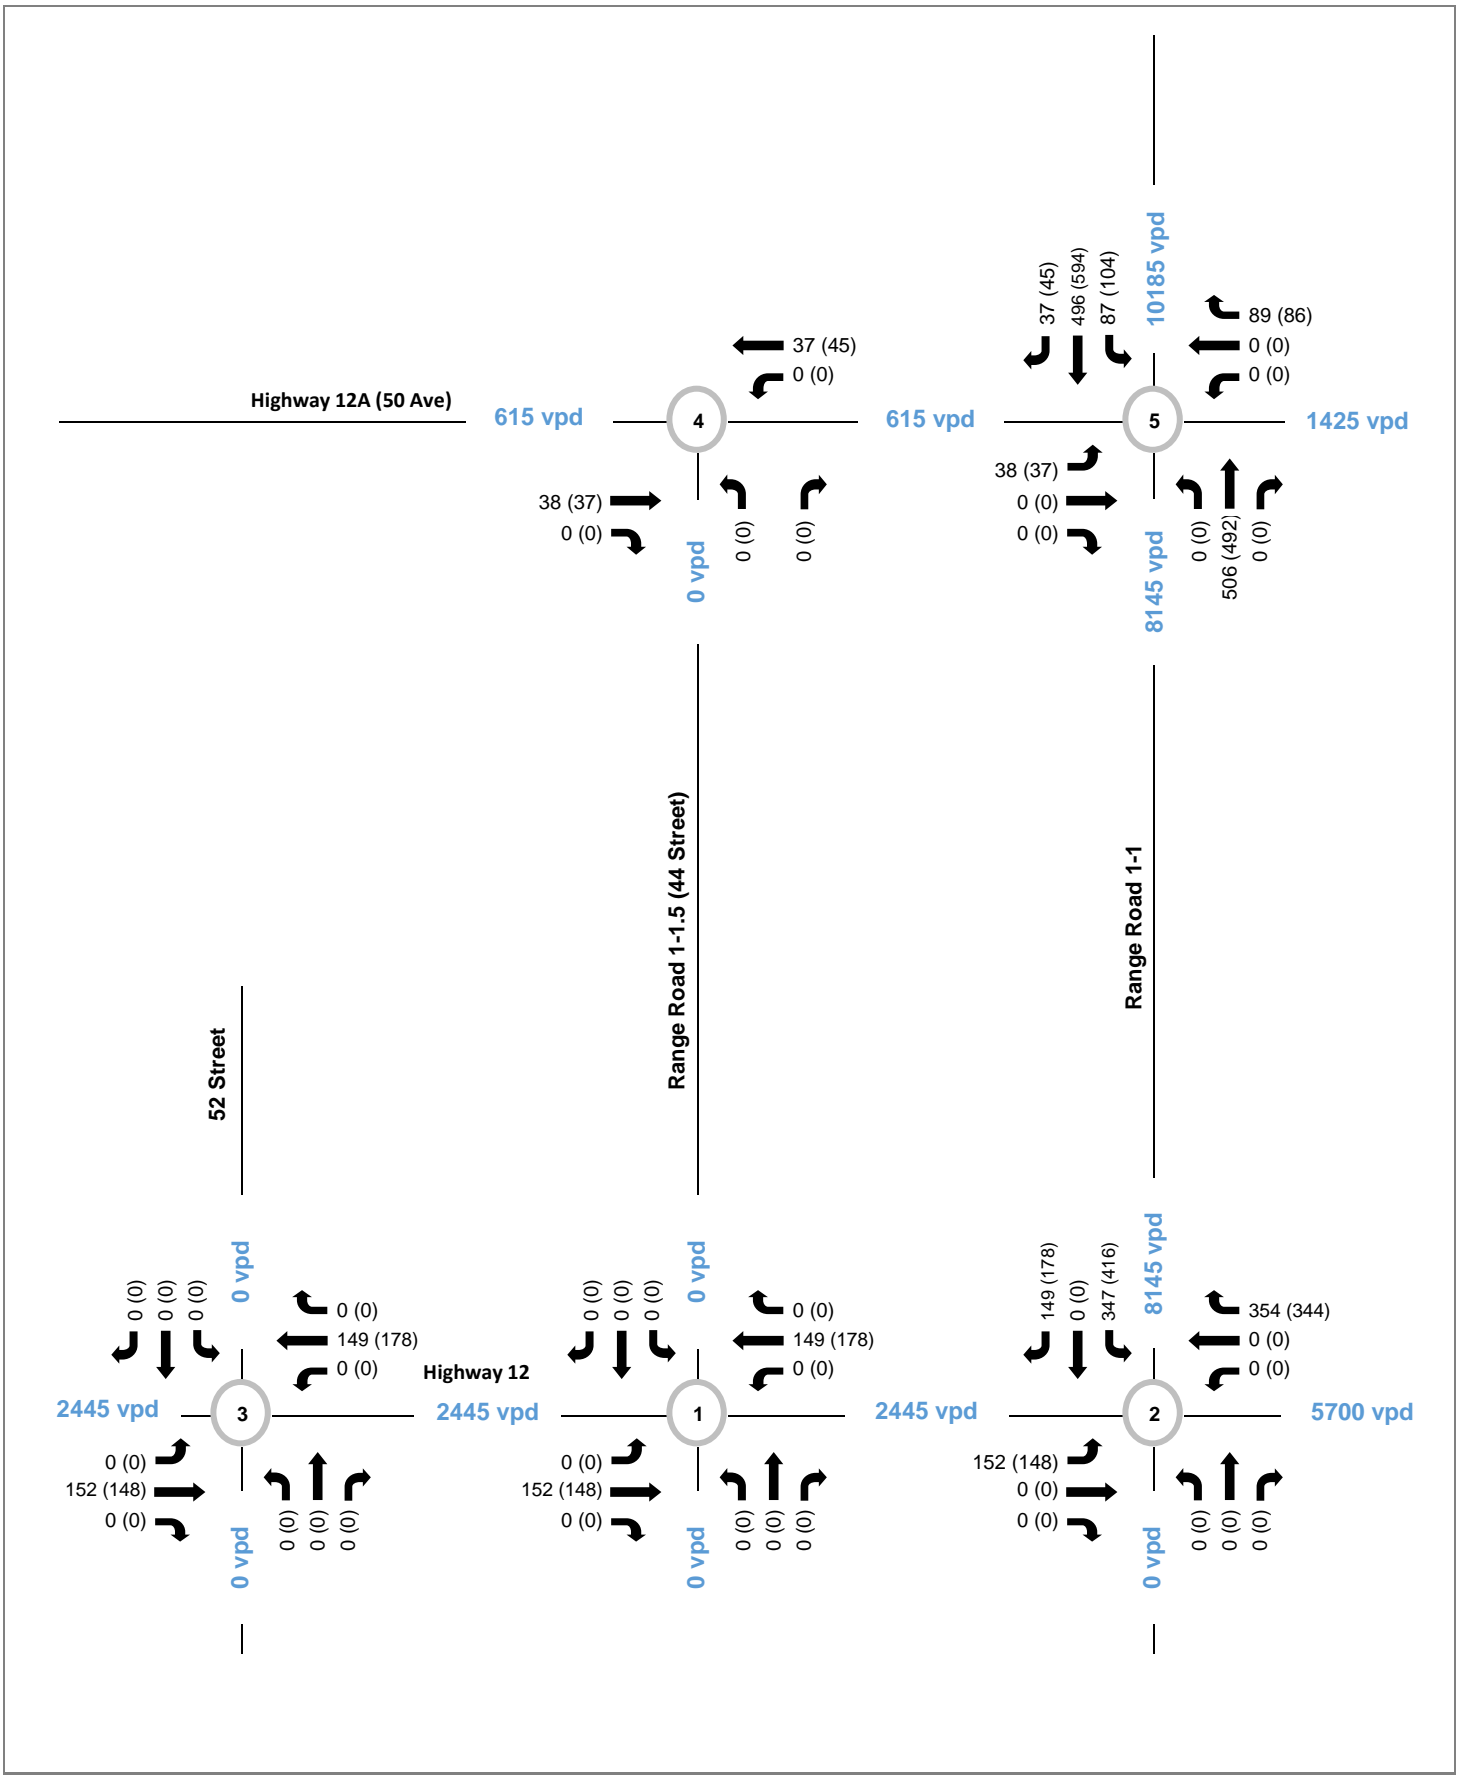 10185 vpd
37 (45)
496 (594)
87 (104)
89 (86)
0 (0)
0 (0)
37 (45)
0 (0)
Highway 12A (50 Ave)
615 vpd
4
615 vpd
5
1425 vpd
38 (37)
0 (0)
0 (0)
0 (0)
0 vpd
38 (37)
0 (0)
0 (0)
0 (0)
506 (492)
0 (0)
8145 vpd
Range Road 1-1.5 (44 Street)
Range Road 1-1
52 Street
0 (0)
0 (0)
0 (0)
0 vpd
0 (0)
149 (178)
0 (0)
0 (0)
0 (0)
0 (0)
0 vpd
0 (0)
149 (178)
0 (0)
149 (178)
0 (0)
347 (416)
8145 vpd
354 (344)
0 (0)
0 (0)
Highway 12
2445 vpd
3
2445 vpd
1
2445 vpd
2
5700 vpd
0 (0)
152 (148)
0 (0)
0 vpd
0 (0)
0 (0)
0 (0)
0 (0)
152 (148)
0 (0)
0 vpd
0 (0)
0 (0)
0 (0)
152 (148)
0 (0)
0 (0)
0 vpd
0 (0)
0 (0)
0 (0)